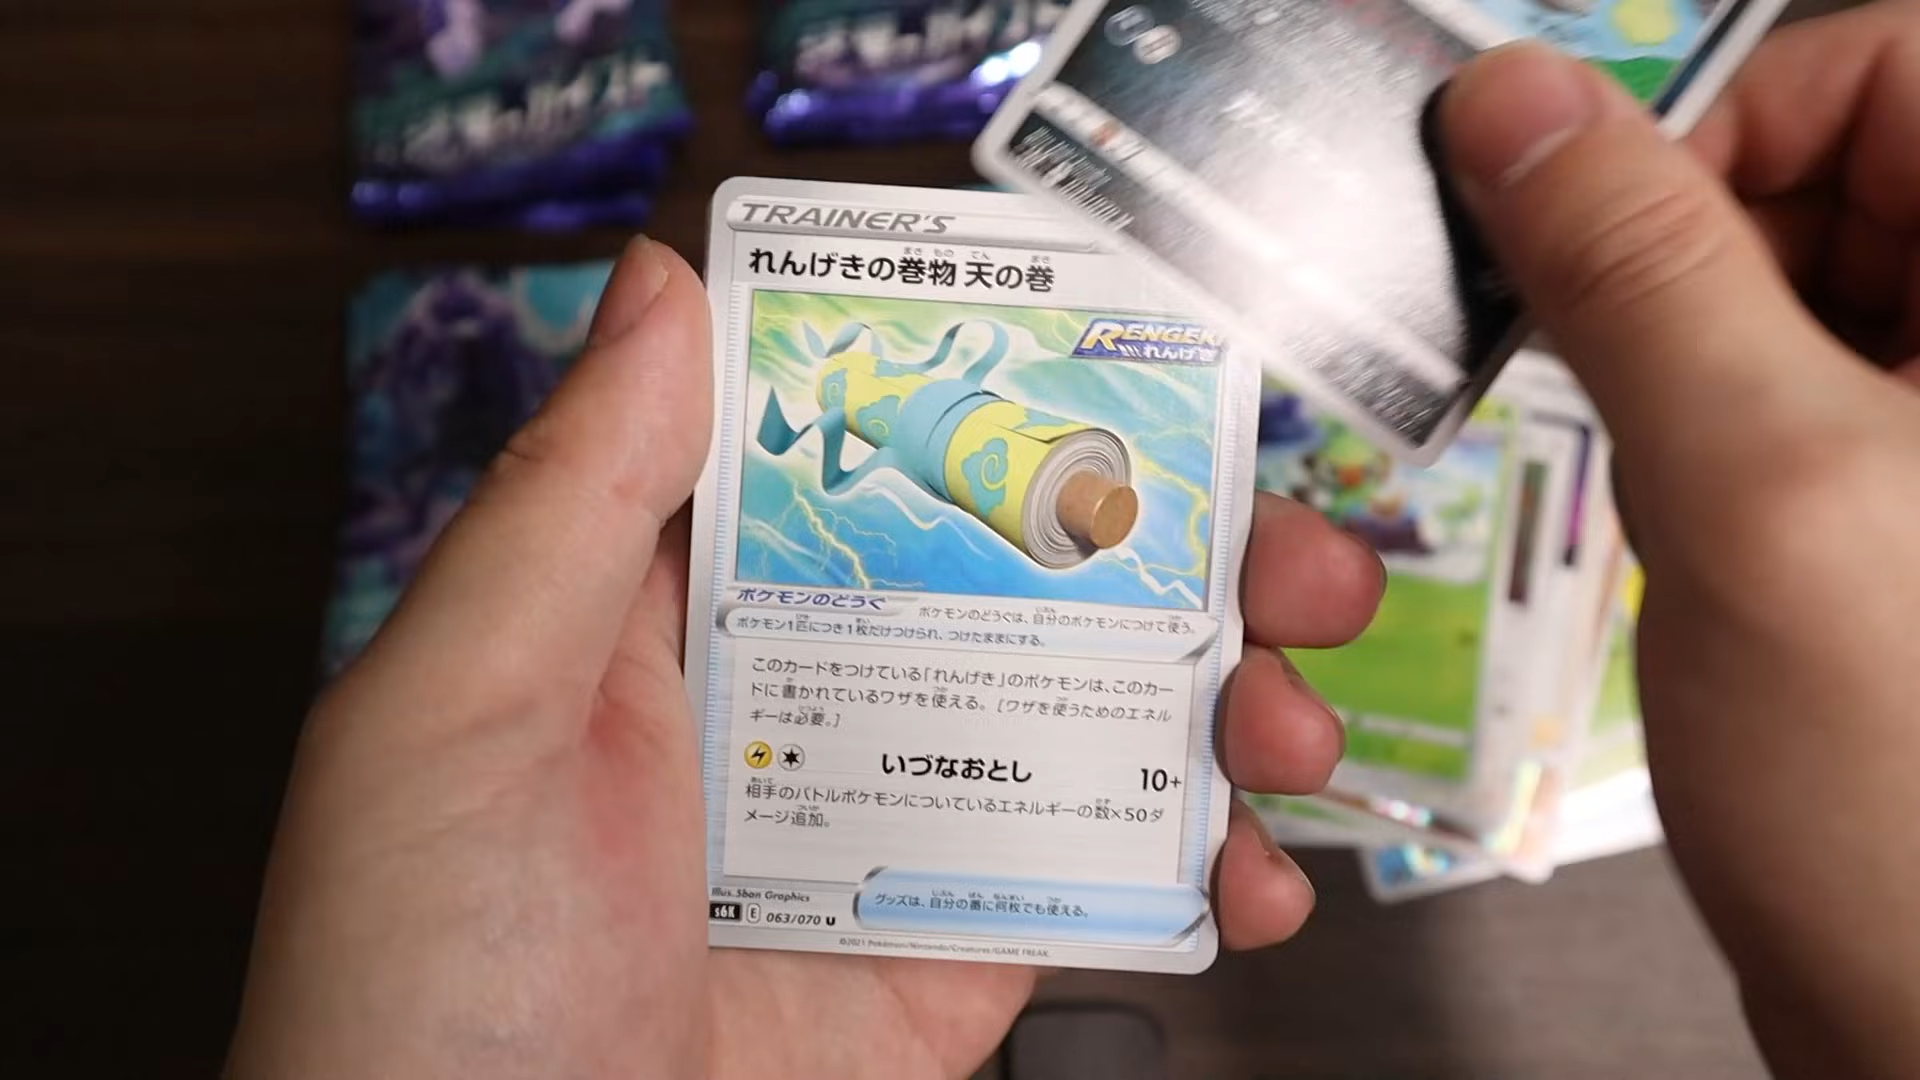 TRAINER'S
れんげきの巻物 天の巻
RENGEK
れんげき
ポケモンのどうぐ
ポケモンのどうぐは、自分のポケモンにつけて使う。
ポケモン1匹につき1枚だけつけられ、つけたままにする。
このカードをつけている「れんげき」のポケモンは、このカー
ドに書かれているワザを使える。[ワザを使うためのエネル
ギーは必要。]
いづなおとし 10+
相手のバトルポケモンについているエネルギーの数×50ダ
メージ追加。
Illus. 5ban Graphics
s6K E 063/070 U
グッズは、自分の番に何枚でも使える。
©2021 Pokémon/Nintendo/Creatures/GAME FREAK.